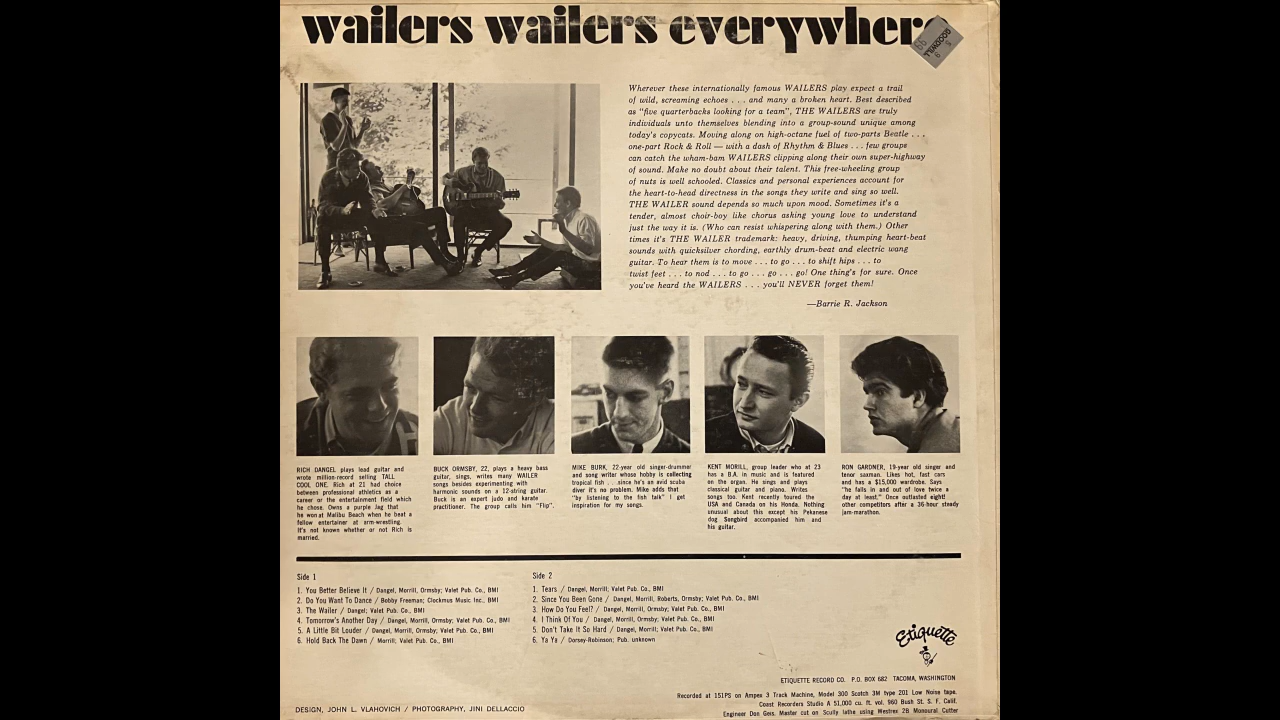 wailers wailers everywhere
GOODWILL
99
Wherever these internationally famous WAILERS play expect a trail
of wild, screaming echoes . . . and many a broken heart. Best described
as "five quarterbacks looking for a team", THE WAILERS are truly
individuals unto themselves blending into a group-sound unique among
today's copycats. Moving along on high-octane fuel of two-parts Beatle . . .
one-part Rock & Roll — with a dash of Rhythm & Blues . . . few groups
can catch the wham-bam WAILERS clipping along their own super-highway
of sound. Make no doubt about their talent. This free-wheeling group
of nuts is well schooled. Classics and personal experiences account for
the heart-to-head directness in the songs they write and sing so well.
THE WAILER sound depends so much upon mood. Sometimes it's a
tender, almost choir-boy like chorus asking young love to understand
just the way it is. (Who can resist whispering along with them.) Other
times it's THE WAILER trademark: heavy, driving, thumping heart-beat
sounds with quicksilver chording, earthly drum-beat and electric wang
guitar. To hear them is to move . . . to go . . . to shift hips . . . to
twist feet . . . to nod . . . to go . . . go . . . go! One thing's for sure. Once
you've heard the WAILERS . . . you'll NEVER forget them!
—Barrie R. Jackson
RICH DANGEL plays lead guitar and
wrote million-record selling TALL
COOL ONE. Rich at 21 had choice
between professional athletics as a
career or the entertainment field which
he chose. Owns a purple Jag that
he won at Malibu Beach when he beat a
fellow entertainer at arm-wrestling.
It's not known whether or not Rich is
married.
BUCK ORMSBY, 22, plays a heavy bass
guitar, sings, writes many WAILER
songs besides experimenting with
harmonic sounds on a 12-string guitar.
Buck is an expert judo and karate
practitioner. The group calls him "Flip".
MIKE BURK, 22-year old singer-drummer
and song writer whose hobby is collecting
tropical fish . . . since he's an avid scuba
diver it's no problem. Mike adds that
"by listening to the fish talk" I get
inspiration for my songs.
KENT MORILL, group leader who at 23
has a B.A. in music and is featured
on the organ. He sings and plays
classical guitar and piano. Writes
songs too. Kent recently toured the
USA and Canada on his Honda. Nothing
unusual about this except his Pekanese
dog Songbird accompanied him and
his guitar.
RON GARDNER, 19-year old singer and
tenor saxman. Likes hot, fast cars
and has a $15,000 wardrobe. Says
"he falls in and out of love twice a
day at least." Once outlasted eight!
other competitors after a 36-hour steady
jam-marathon.
Side 1
1. You Better Believe It / Dangel, Morrill, Ormsby; Valet Pub. Co., BMI
2. Do You Want To Dance / Bobby Freeman; Clockmus Music Inc., BMI
3. The Wailer / Dangel; Valet Pub. Co., BMI
4. Tomorrow's Another Day / Dangel, Morrill, Ormsby; Valet Pub. Co., BMI
5. A Little Bit Louder / Dangel, Morrill, Ormsby; Valet Pub. Co., BMI
6. Hold Back The Dawn / Morrill; Valet Pub. Co., BMI
Side 2
1. Tears / Dangel, Morrill; Valet Pub. Co., BMI
2. Since You Been Gone / Dangel, Morrill, Roberts, Ormsby; Valet Pub. Co., BMI
3. How Do You Feel? / Dangel, Morrill, Ormsby; Valet Pub. Co., BMI
4. I Think Of You / Dangel, Morrill, Ormsby; Valet Pub. Co., BMI
5. Don't Take It So Hard / Dangel, Morrill; Valet Pub. Co., BMI
6. Ya Ya / Dorsey-Robinson; Pub. unknown
Etiquette
ETIQUETTE RECORD CO. P.O. BOX 682 TACOMA, WASHINGTON
Recorded at 15IPS on Ampex 3 Track Machine, Model 300 Scotch 3M type 201 Low Noise tape.
Coast Recorders Studio A 51,000 cu. ft. vol. 960 Bush St. S. F. Calif.
Engineer Don Geis. Master cut on Scully lathe using Westrex 2B Monoural Cutter
DESIGN, JOHN L. VLAHOVICH / PHOTOGRAPHY, JINI DELLACCIO